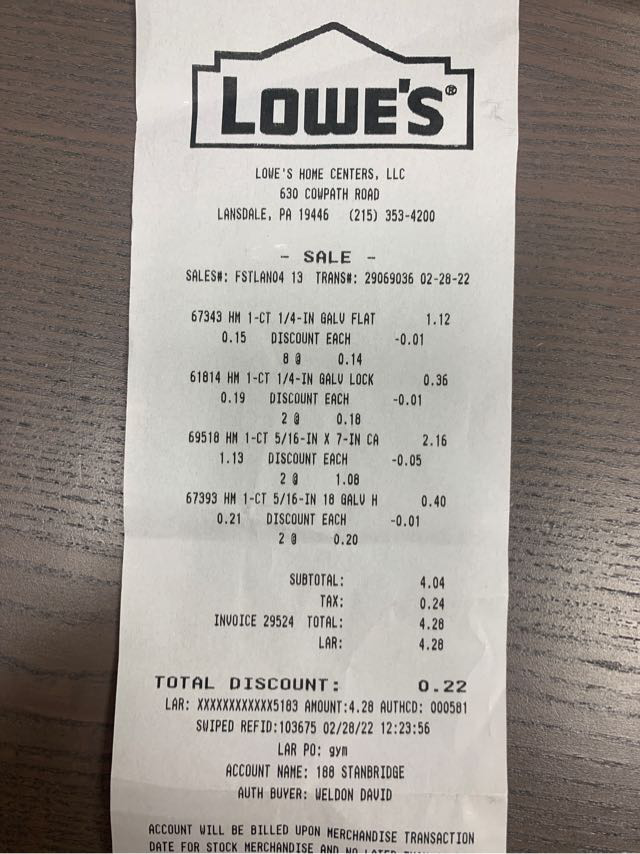 LOWE'S®
LOWE'S HOME CENTERS, LLC
630 COWPATH ROAD
LANSDALE, PA 19446 (215) 353-4200
- SALE -
SALES#: FSTLANO4 13 TRANS#: 29069036 02-28-22
67343 HM 1-CT 1/4-IN GALV FLAT 1.12
0.15 DISCOUNT EACH -0.01
8 @ 0.14
61814 HM 1-CT 1/4-IN GALV LOCK 0.36
0.19 DISCOUNT EACH -0.01
2 @ 0.18
69518 HM 1-CT 5/16-IN X 7-IN CA 2.16
1.13 DISCOUNT EACH -0.05
2 @ 1.08
67393 HM 1-CT 5/16-IN 18 GALV H 0.40
0.21 DISCOUNT EACH -0.01
2 @ 0.20
SUBTOTAL: 4.04
TAX: 0.24
INVOICE 29524 TOTAL: 4.28
LAR: 4.28
TOTAL DISCOUNT: 0.22
LAR: XXXXXXXXXXXX5183 AMOUNT:4.28 AUTHCD: 000581
SWIPED REFID:103675 02/28/22 12:23:56
LAR PO: gym
ACCOUNT NAME: 188 STANBRIDGE
AUTH BUYER: WELDON DAVID
ACCOUNT WILL BE BILLED UPON MERCHANDISE TRANSACTION
DATE FOR STOCK MERCHANDISE AND NO